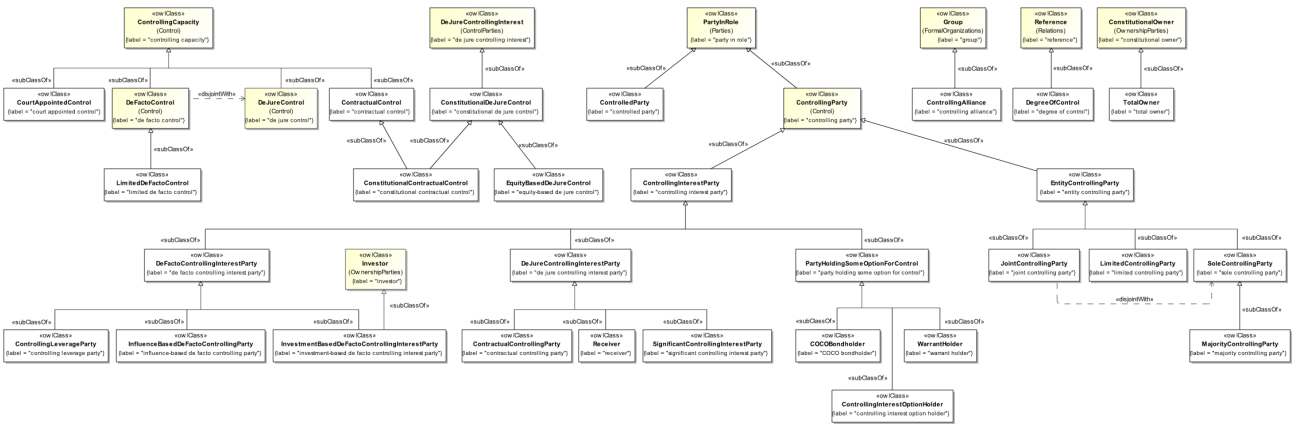 «owlClass»
ControllingCapacity
(Control)
{label = "controlling capacity"}
«owlClass»
DeJureControllingInterest
(ControlParties)
{label = "de jure controlling interest"}
«owlClass»
PartyInRole
(Parties)
{label = "party in role"}
«owlClass»
Group
(FormalOrganizations)
{label = "group"}
«owlClass»
Reference
(Relations)
{label = "reference"}
«owlClass»
ConstitutionalOwner
(OwnershipParties)
{label = "constitutional owner"}
«subClassOf»
«subClassOf»
«subClassOf»
«subClassOf»
«subClassOf»
«subClassOf»
«subClassOf»
«subClassOf»
«subClassOf»
«subClassOf»
«owlClass»
CourtAppointedControl
{label = "court appointed control"}
«owlClass»
DeFactoControl
(Control)
{label = "de facto control"}
«disjointWith»
«owlClass»
DeJureControl
(Control)
{label = "de jure control"}
«owlClass»
ContractualControl
{label = "contractual control"}
«owlClass»
ConstitutionalDeJureControl
{label = "constitutional de jure control"}
«owlClass»
ControlledParty
{label = "controlled party"}
«owlClass»
ControllingParty
(Control)
{label = "controlling party"}
«owlClass»
ControllingAlliance
{label = "controlling alliance"}
«owlClass»
DegreeOfControl
{label = "degree of control"}
«owlClass»
TotalOwner
{label = "total owner"}
«subClassOf»
«subClassOf»
«subClassOf»
«subClassOf»
«subClassOf»
«subClassOf»
«owlClass»
LimitedDeFactoControl
{label = "limited de facto control"}
«owlClass»
ConstitutionalContractualControl
{label = "constitutional contractual control"}
«owlClass»
EquityBasedDeJureControl
{label = "equity-based de jure control"}
«owlClass»
ControllingInterestParty
{label = "controlling interest party"}
«owlClass»
EntityControllingParty
{label = "entity controlling party"}
«subClassOf»
«subClassOf»
«subClassOf»
«subClassOf»
«subClassOf»
«subClassOf»
«owlClass»
DeFactoControllingInterestParty
{label = "de facto controlling interest party"}
«owlClass»
Investor
(OwnershipParties)
{label = "investor"}
«owlClass»
DeJureControllingInterestParty
{label = "de jure controlling interest party"}
«owlClass»
PartyHoldingSomeOptionForControl
{label = "party holding some option for control"}
«owlClass»
JointControllingParty
{label = "joint controlling party"}
«owlClass»
LimitedControllingParty
{label = "limited controlling party"}
«owlClass»
SoleControllingParty
{label = "sole controlling party"}
«disjointWith»
«subClassOf»
«subClassOf»
«subClassOf»
«subClassOf»
«subClassOf»
«subClassOf»
«subClassOf»
«subClassOf»
«subClassOf»
«subClassOf»
«owlClass»
ControllingLeverageParty
{label = "controlling leverage party"}
«owlClass»
InfluenceBasedDeFactoControllingParty
{label = "influence-based de facto controlling party"}
«owlClass»
InvestmentBasedDeFactoControllingInterestParty
{label = "investment-based de facto controlling interest party"}
«owlClass»
ContractualControllingParty
{label = "contractual controlling party"}
«owlClass»
Receiver
{label = "receiver"}
«owlClass»
SignificantControllingInterestParty
{label = "significant controlling interest party"}
«owlClass»
COCOBondholder
{label = "COCO bondholder"}
«owlClass»
WarrantHolder
{label = "warrant holder"}
«owlClass»
MajorityControllingParty
{label = "majority controlling party"}
«subClassOf»
«owlClass»
ControllingInterestOptionHolder
{label = "controlling interest option holder"}